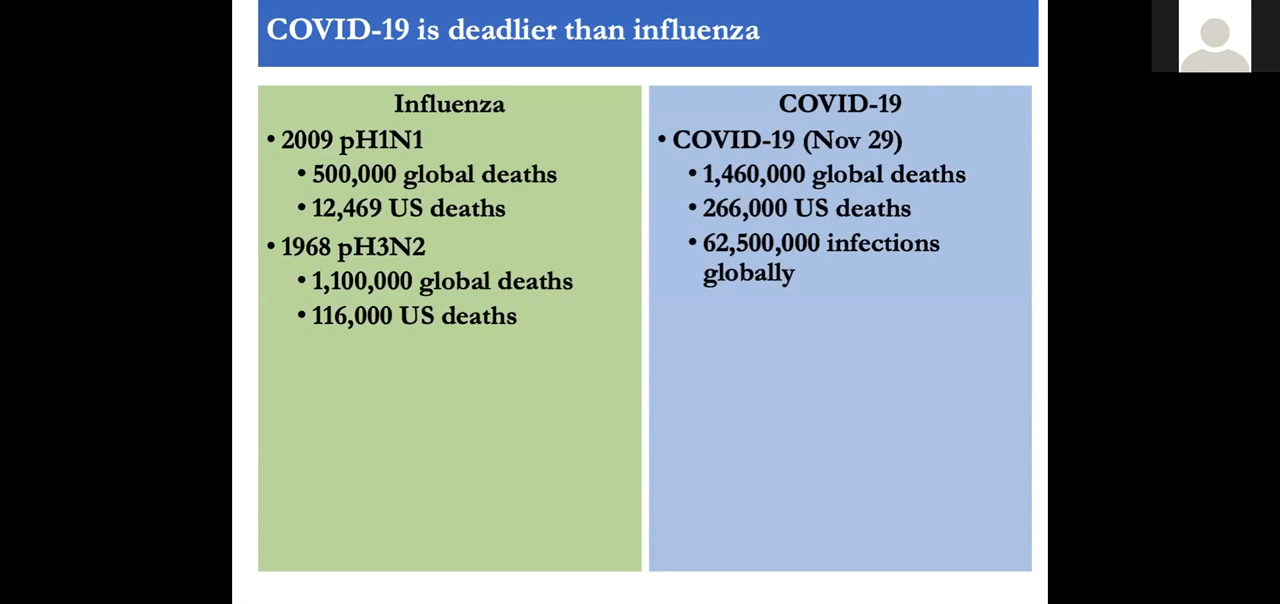 COVID-19 is deadlier than influenza
Influenza
• 2009 pH1N1
• 500,000 global deaths
• 12,469 US deaths
• 1968 pH3N2
• 1,100,000 global deaths
• 116,000 US deaths
COVID-19
• COVID-19 (Nov 29)
• 1,460,000 global deaths
• 266,000 US deaths
• 62,500,000 infections
globally